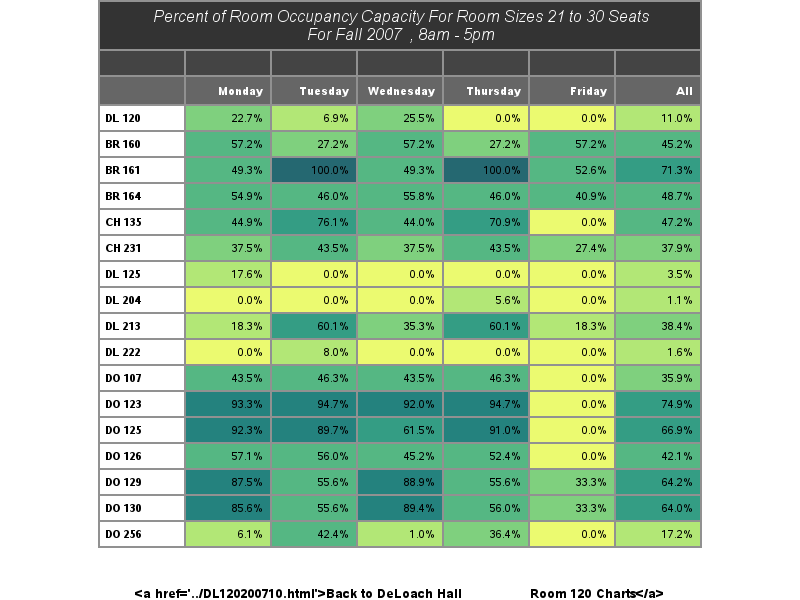 Percent of Room Occupancy Capacity For Room Sizes 21 to 30 Seats
For Fall 2007 , 8am - 5pm
Monday Tuesday Wednesday Thursday Friday All
DL 120 22.7% 6.9% 25.5% 0.0% 0.0% 11.0%
BR 160 57.2% 27.2% 57.2% 27.2% 57.2% 45.2%
BR 161 49.3% 100.0% 49.3% 100.0% 52.6% 71.3%
BR 164 54.9% 46.0% 55.8% 46.0% 40.9% 48.7%
CH 135 44.9% 76.1% 44.0% 70.9% 0.0% 47.2%
CH 231 37.5% 43.5% 37.5% 43.5% 27.4% 37.9%
DL 125 17.6% 0.0% 0.0% 0.0% 0.0% 3.5%
DL 204 0.0% 0.0% 0.0% 5.6% 0.0% 1.1%
DL 213 18.3% 60.1% 35.3% 60.1% 18.3% 38.4%
DL 222 0.0% 8.0% 0.0% 0.0% 0.0% 1.6%
DO 107 43.5% 46.3% 43.5% 46.3% 0.0% 35.9%
DO 123 93.3% 94.7% 92.0% 94.7% 0.0% 74.9%
DO 125 92.3% 89.7% 61.5% 91.0% 0.0% 66.9%
DO 126 57.1% 56.0% 45.2% 52.4% 0.0% 42.1%
DO 129 87.5% 55.6% 88.9% 55.6% 33.3% 64.2%
DO 130 85.6% 55.6% 89.4% 56.0% 33.3% 64.0%
DO 256 6.1% 42.4% 1.0% 36.4% 0.0% 17.2%
<a href='../DL120200710.html'>Back to DeLoach Hall Room 120 Charts</a>